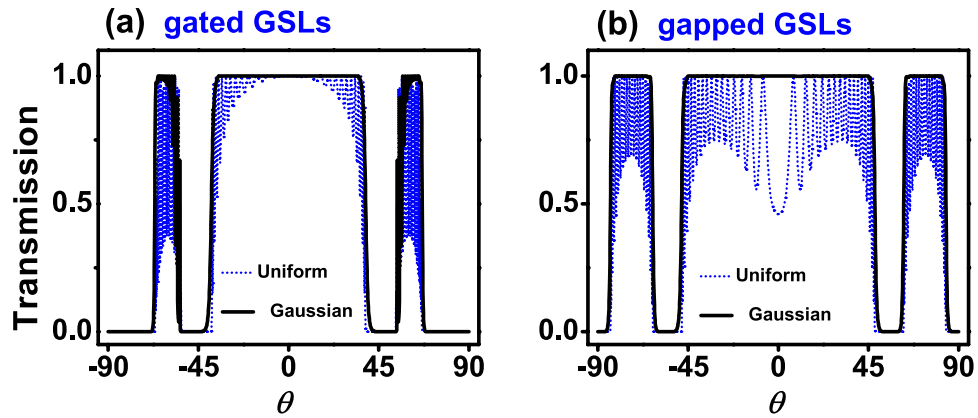 (a) gated GSLs
(b) gapped GSLs
Transmission
1.0
0.5
0.0
Uniform
Gaussian
-90 -45 0 45 90
θ
1.0
0.5
0.0
Uniform
Gaussian
-90 -45 0 45 90
θ